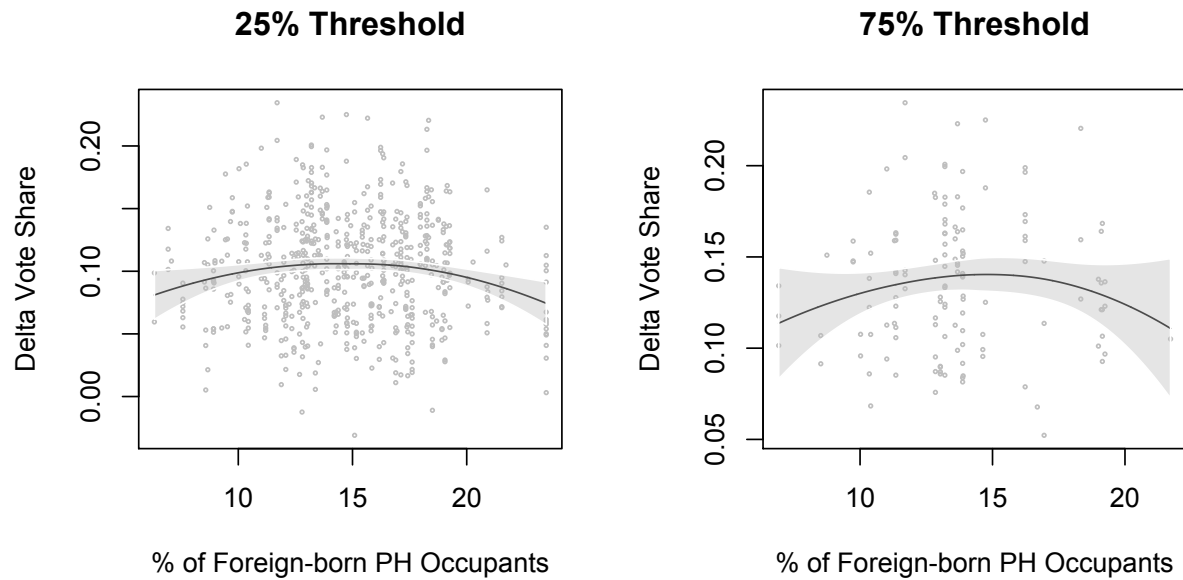 25% Threshold
Delta Vote Share
0.00
0.10
0.20
10
15
20
% of Foreign-born PH Occupants
75% Threshold
Delta Vote Share
0.05
0.10
0.15
0.20
10
15
20
% of Foreign-born PH Occupants